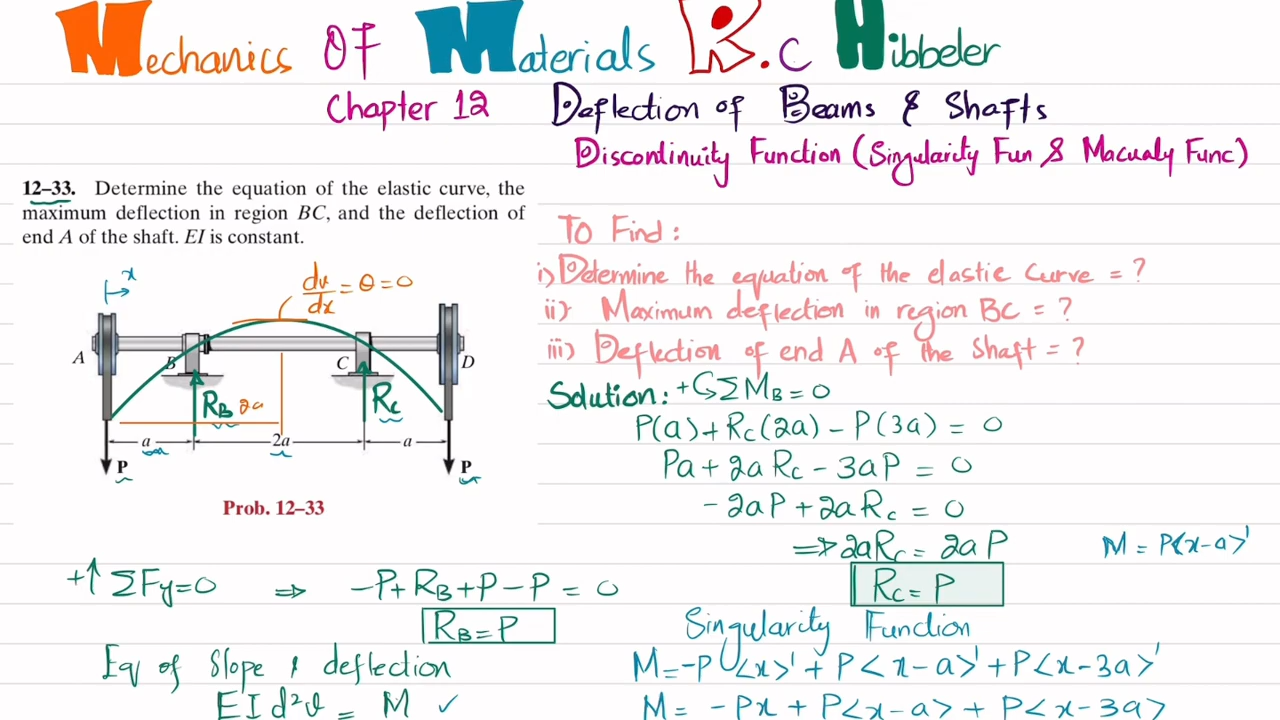 Mechanics OF Materials R.C Hibbeler
Chapter 12 Deflection of Beams & Shafts
Discontinuity Function (Singularity Fun & Macualy Func)
12–33. Determine the equation of the elastic curve, the
maximum deflection in region BC, and the deflection of
end A of the shaft. EI is constant.
x
dv/dx = θ = 0
A
B
C
D
R_B
2a
R_C
a
2a
a
P
P
Prob. 12–33
To Find:
i) Determine the equation of the elastic curve = ?
ii) Maximum deflection in region BC = ?
iii) Deflection of end A of the shaft = ?
Solution: +↺ΣM_B = 0
P(a) + R_C(2a) − P(3a) = 0
Pa + 2aR_C − 3aP = 0
−2aP + 2aR_C = 0
⇒ 2aR_C = 2aP
R_C = P
M = P<x−a>¹
+↑ΣFy=0 ⇒ −P+R_B+P−P = 0
R_B = P
Eq of Slope & deflection
EI d²v = M ✓
Singularity Function
M = −P<x>¹ + P<x−a>¹ + P<x−3a>¹
M = −Px + P<x−a> + P<x−3a>